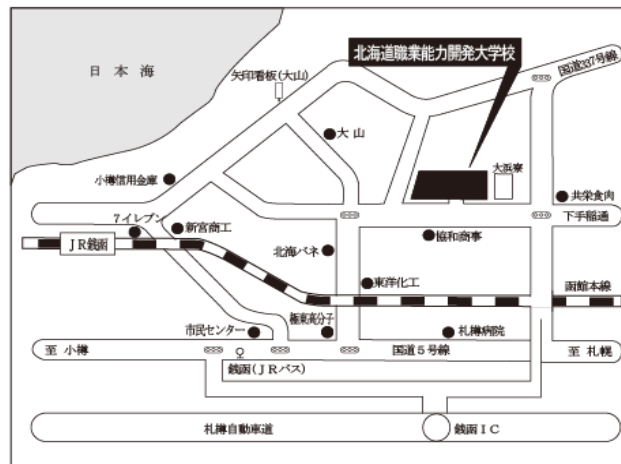 北海道職業能力開発大学校
国道337号線
日本海
矢印看板(大山)
大山
大浜寮
小樽信用金庫
共栄食肉
7イレブン
新宮商工
下手稲通
協和商事
JR銭函
北海バネ
東洋化工
函館本線
市民センター
極東高分子
札樽病院
至 小樽
国道5号線
至 札幌
銭函(JRバス)
札樽自動車道
銭函IC